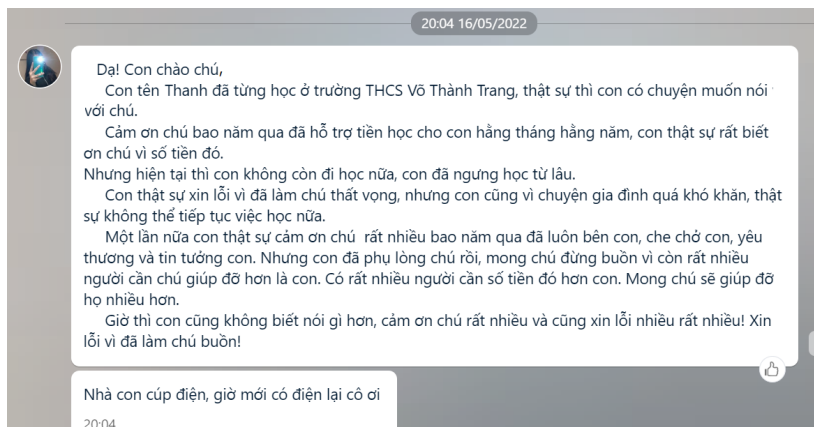 20:04 16/05/2022
Dạ! Con chào chú,
Con tên Thanh đã từng học ở trường THCS Võ Thành Trang, thật sự thì con có chuyện muốn nói
với chú.
Cảm ơn chú bao năm qua đã hỗ trợ tiền học cho con hằng tháng hằng năm, con thật sự rất biết
ơn chú vì số tiền đó.
Nhưng hiện tại thì con không còn đi học nữa, con đã ngưng học từ lâu.
Con thật sự xin lỗi vì đã làm chú thất vọng, nhưng con cũng vì chuyện gia đình quá khó khăn, thật
sự không thể tiếp tục việc học nữa.
Một lần nữa con thật sự cảm ơn chú rất nhiều bao năm qua đã luôn bên con, che chở con, yêu
thương và tin tưởng con. Nhưng con đã phụ lòng chú rồi, mong chú đừng buồn vì còn rất nhiều
người cần chú giúp đỡ hơn là con. Có rất nhiều người cần số tiền đó hơn con. Mong chú sẽ giúp đỡ
họ nhiều hơn.
Giờ thì con cũng không biết nói gì hơn, cảm ơn chú rất nhiều và cũng xin lỗi nhiều rất nhiều! Xin
lỗi vì đã làm chú buồn!
Nhà con cúp điện, giờ mới có điện lại cô ơi
20:04